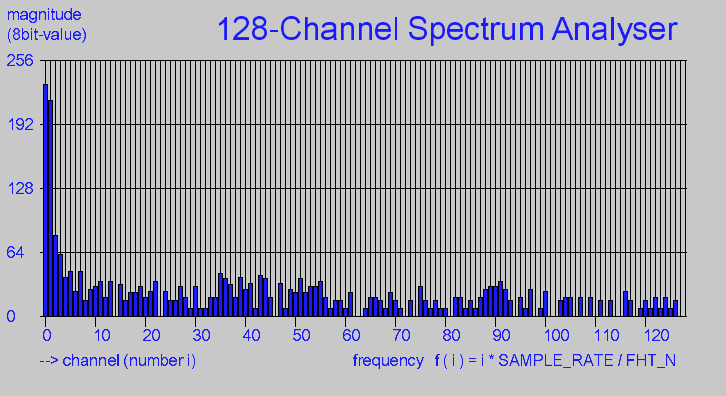 magnitude
(8bit-value)
128-Channel Spectrum Analyser
256
192
128
64
0
0 10 20 30 40 50 60 70 80 90 100 110 120
--> channel (number i)
frequency f ( i ) = i * SAMPLE_RATE / FHT_N